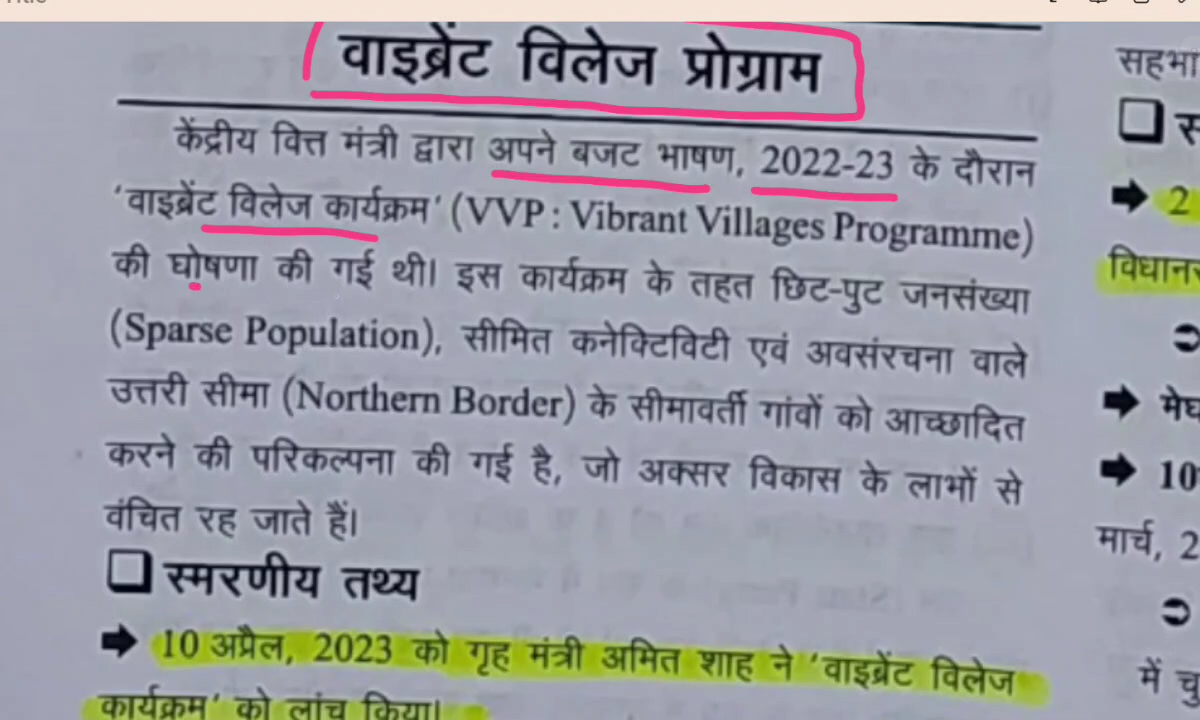 वाइब्रेंट विलेज प्रोग्राम
केंद्रीय वित्त मंत्री द्वारा अपने बजट भाषण, 2022-23 के दौरान
'वाइब्रेंट विलेज कार्यक्रम' (VVP : Vibrant Villages Programme)
की घोषणा की गई थी। इस कार्यक्रम के तहत छिट-पुट जनसंख्या
(Sparse Population), सीमित कनेक्टिविटी एवं अवसंरचना वाले
उत्तरी सीमा (Northern Border) के सीमावर्ती गांवों को आच्छादित
करने की परिकल्पना की गई है, जो अक्सर विकास के लाभों से
वंचित रह जाते हैं।
❑ स्मरणीय तथ्य
➡ 10 अप्रैल, 2023 को गृह मंत्री अमित शाह ने 'वाइब्रेंट विलेज
कार्यक्रम' को लांच किया।
➡ 2
➡ 10
मार्च, 2
में चु